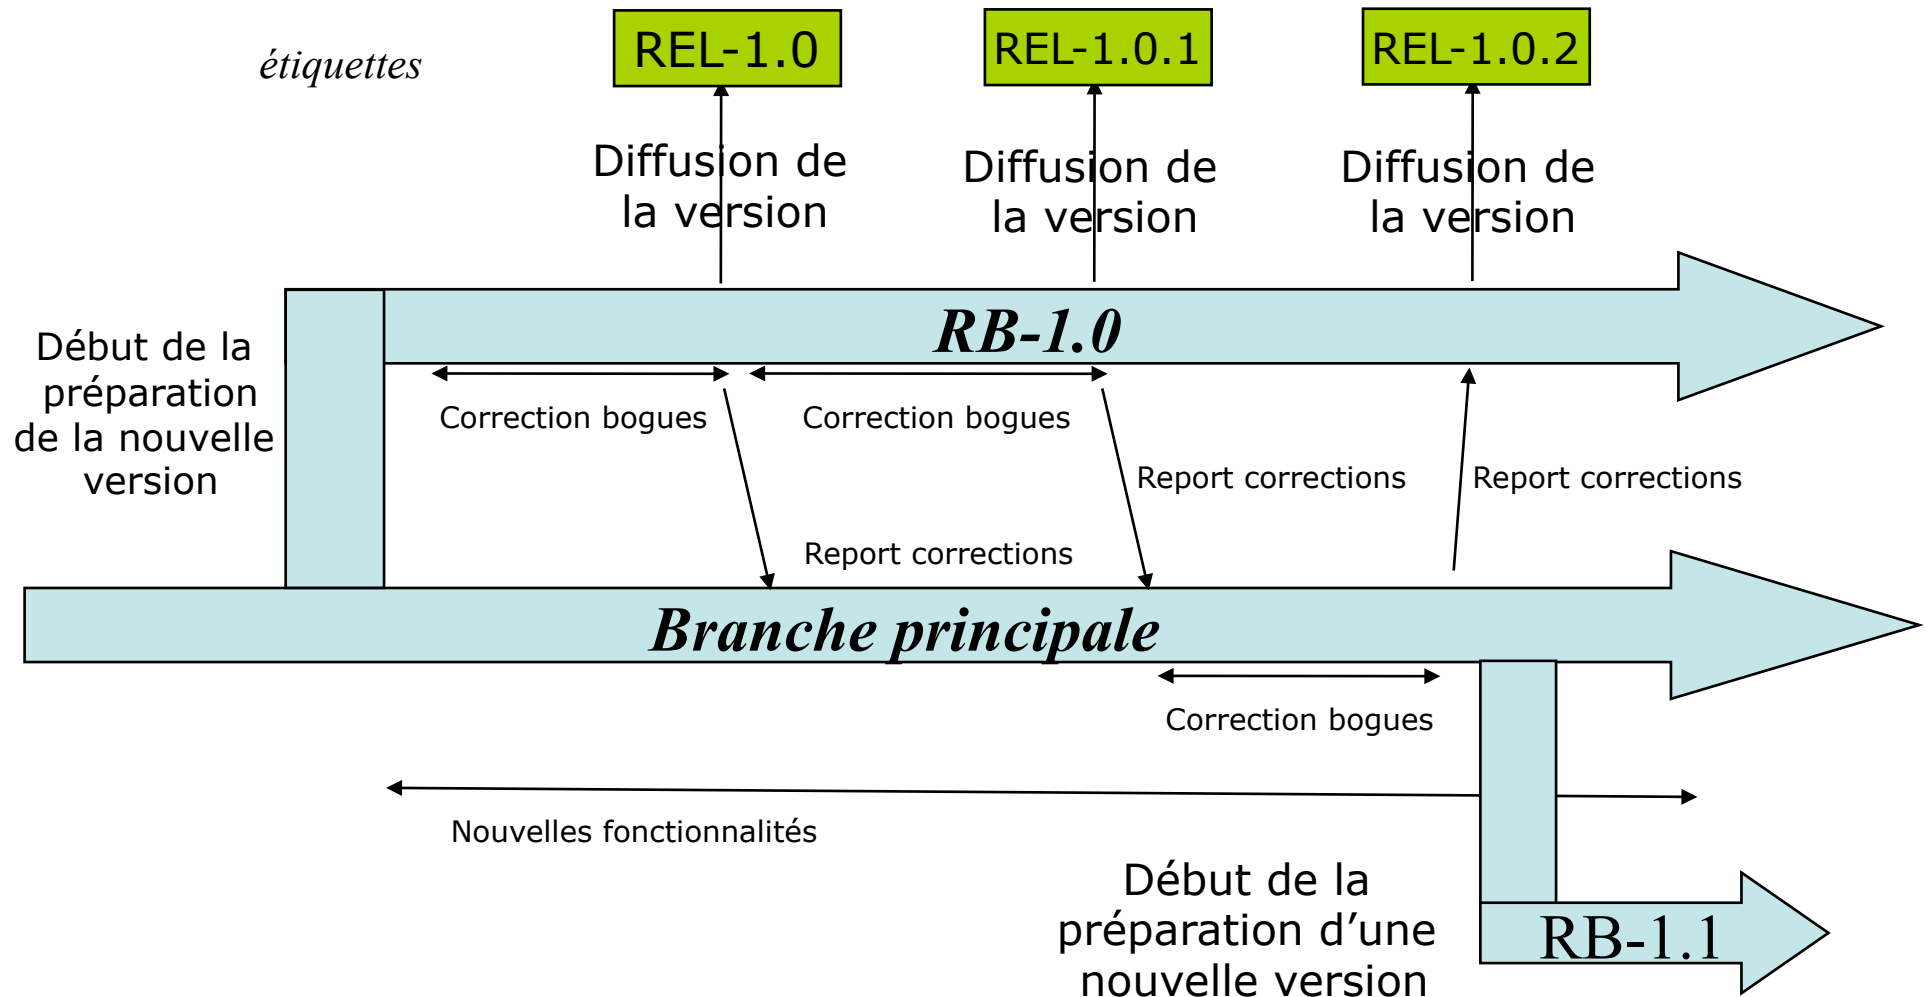 étiquettes
REL-1.0
REL-1.0.1
REL-1.0.2
Diffusion de
la version
Diffusion de
la version
Diffusion de
la version
RB-1.0
Début de la
préparation
de la nouvelle
version
Correction bogues
Correction bogues
Report corrections
Report corrections
Report corrections
Branche principale
Correction bogues
Nouvelles fonctionnalités
Début de la
préparation d’une
nouvelle version
RB-1.1